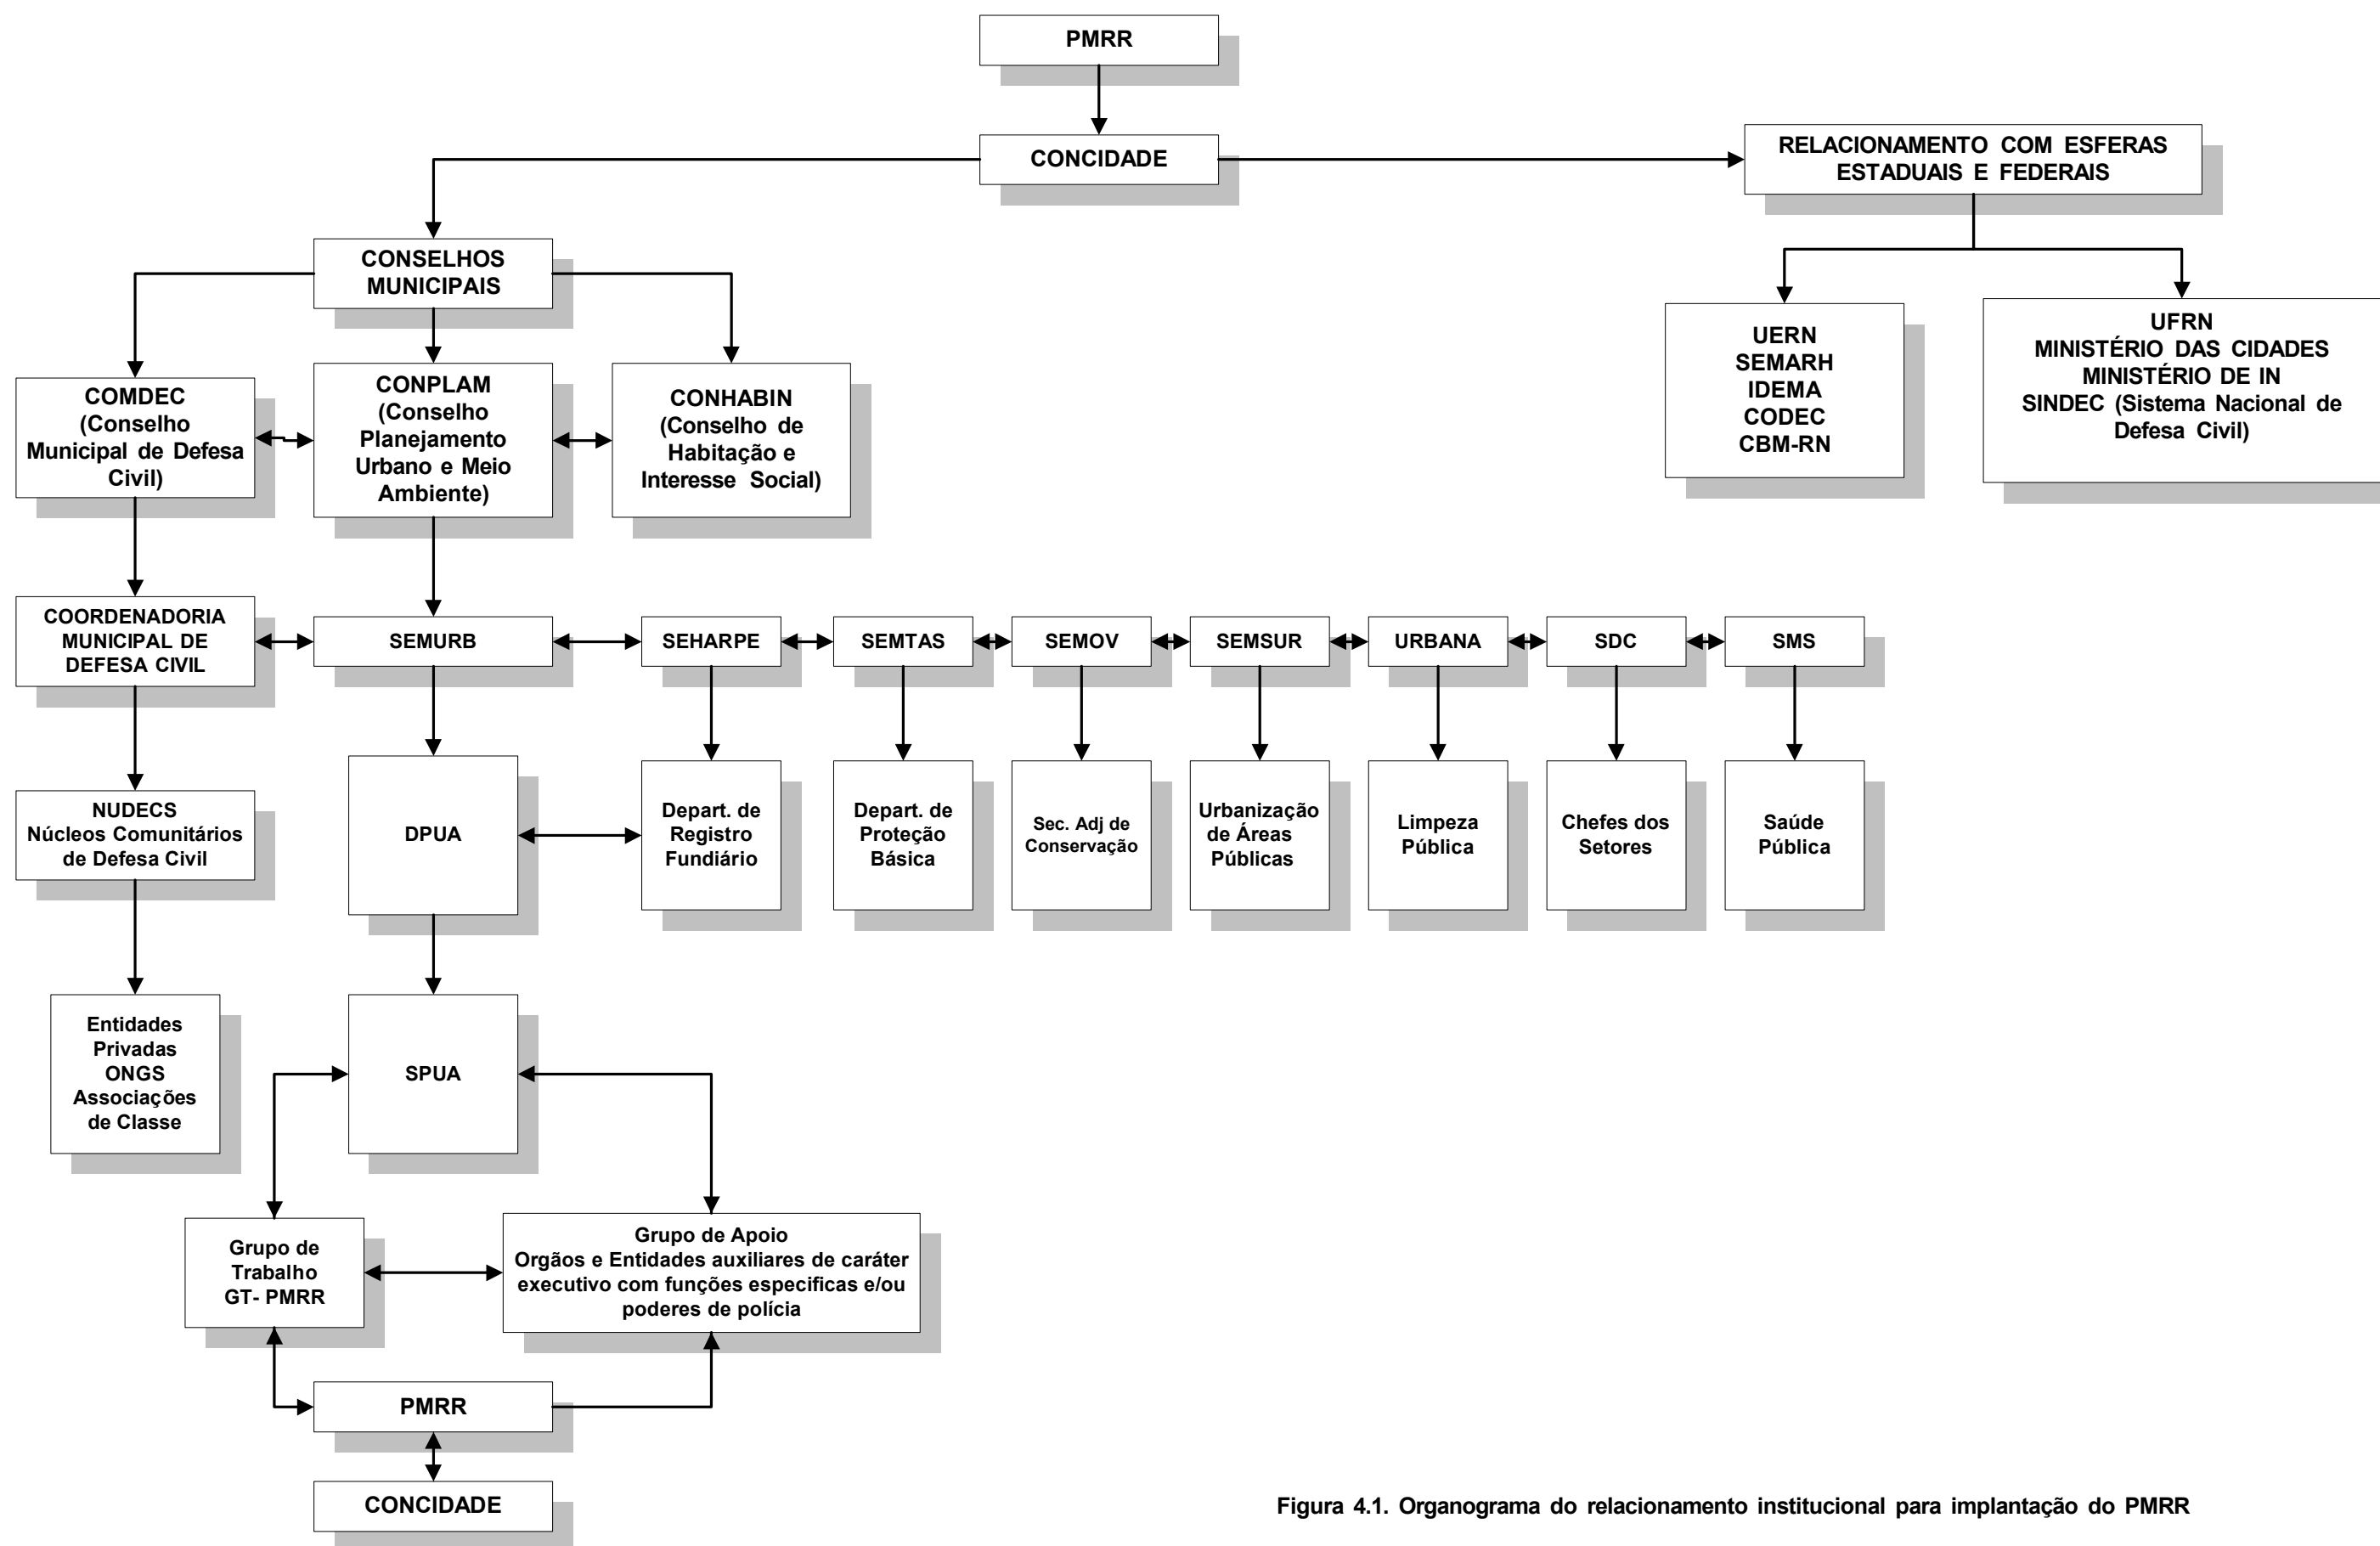 PMRR
CONCIDADE
RELACIONAMENTO COM ESFERAS
ESTADUAIS E FEDERAIS
CONSELHOS
MUNICIPAIS
UERN
SEMARH
IDEMA
CODEC
CBM-RN
UFRN
MINISTÉRIO DAS CIDADES
MINISTÉRIO DE IN
SINDEC (Sistema Nacional de
Defesa Civil)
COMDEC
(Conselho
Municipal de Defesa
Civil)
CONPLAM
(Conselho
Planejamento
Urbano e Meio
Ambiente)
CONHABIN
(Conselho de
Habitação e
Interesse Social)
COORDENADORIA
MUNICIPAL DE
DEFESA CIVIL
SEMURB
SEHARPE
SEMTAS
SEMOV
SEMSUR
URBANA
SDC
SMS
NUDECS
Núcleos Comunitários
de Defesa Civil
DPUA
Depart. de
Registro
Fundiário
Depart. de
Proteção
Básica
Sec. Adj de
Conservação
Urbanização
de Áreas
Públicas
Limpeza
Pública
Chefes dos
Setores
Saúde
Pública
Entidades
Privadas
ONGS
Associações
de Classe
SPUA
Grupo de
Trabalho
GT- PMRR
Grupo de Apoio
Orgãos e Entidades auxiliares de caráter
executivo com funções especificas e/ou
poderes de polícia
PMRR
CONCIDADE
Figura 4.1. Organograma do relacionamento institucional para implantação do PMRR